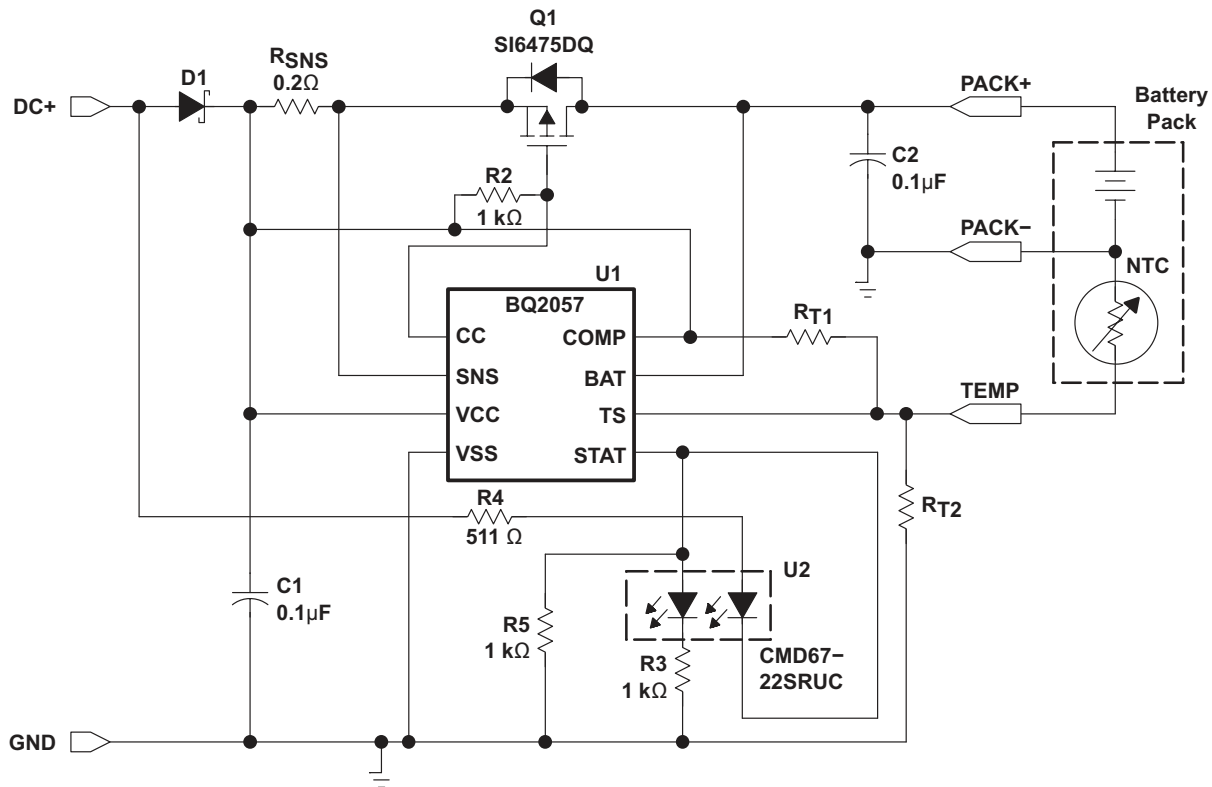 Q1
SI6475DQ
RSNS
0.2Ω
D1
DC+
PACK+
Battery
Pack
C2
0.1µF
R2
1 kΩ
PACK−
NTC
U1
BQ2057
CC
COMP
RT1
SNS
BAT
TEMP
VCC
TS
VSS
STAT
R4
511 Ω
RT2
U2
C1
0.1µF
R5
1 kΩ
R3
1 kΩ
CMD67−
22SRUC
GND